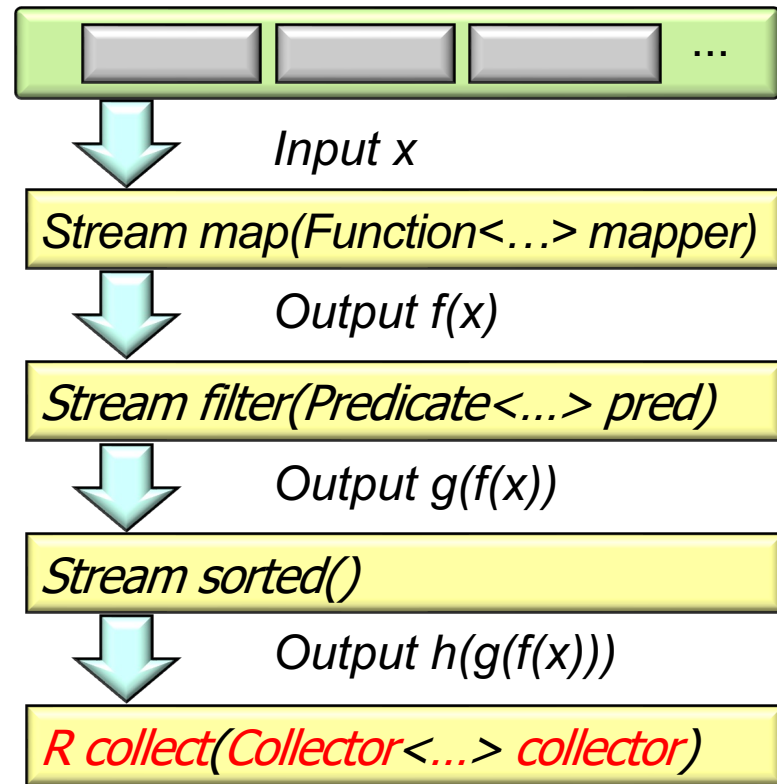 ...
Input x
Stream map(Function<…> mapper)
Output f(x)
Stream filter(Predicate<...> pred)
Output g(f(x))
Stream sorted()
Output h(g(f(x)))
R collect(Collector<...> collector)